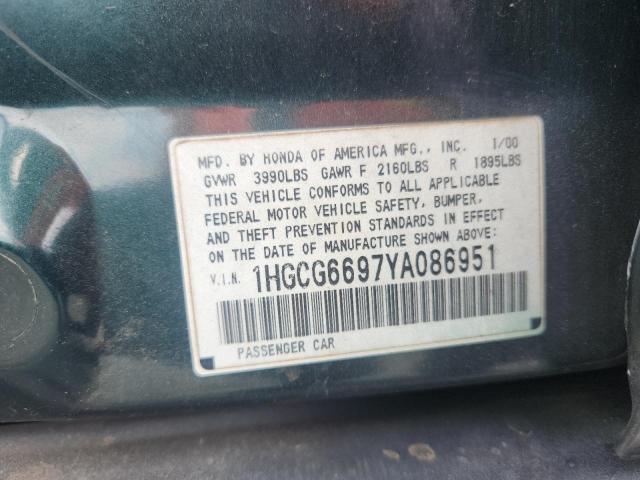 MFD. BY HONDA OF AMERICA MFG., INC. 1/00
GVWR 3990LBS GAWR F 2160LBS R 1895LBS
THIS VEHICLE CONFORMS TO ALL APPLICABLE
FEDERAL MOTOR VEHICLE SAFETY, BUMPER,
AND THEFT PREVENTION STANDARDS IN EFFECT
ON THE DATE OF MANUFACTURE SHOWN ABOVE:
V.I.N. 1HGCG6697YA086951
PASSENGER CAR